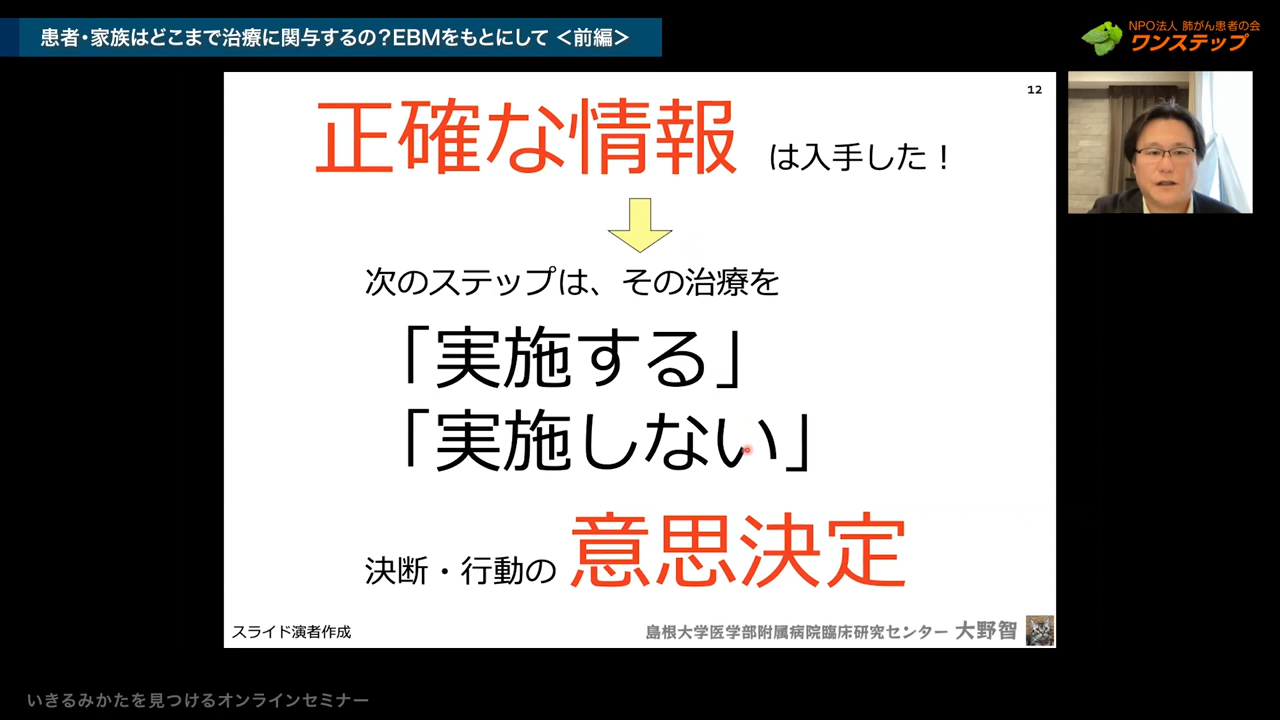 患者・家族はどこまで治療に関与するの?EBMをもとにして <前編>
NPO法人 肺がん患者の会
ワンステップ
12
正確な情報 は入手した!
次のステップは、その治療を
「実施する」
「実施しない」
決断・行動の 意思決定
スライド演者作成
島根大学医学部附属病院臨床研究センター 大野智
いきるみかたを見つけるオンラインセミナー